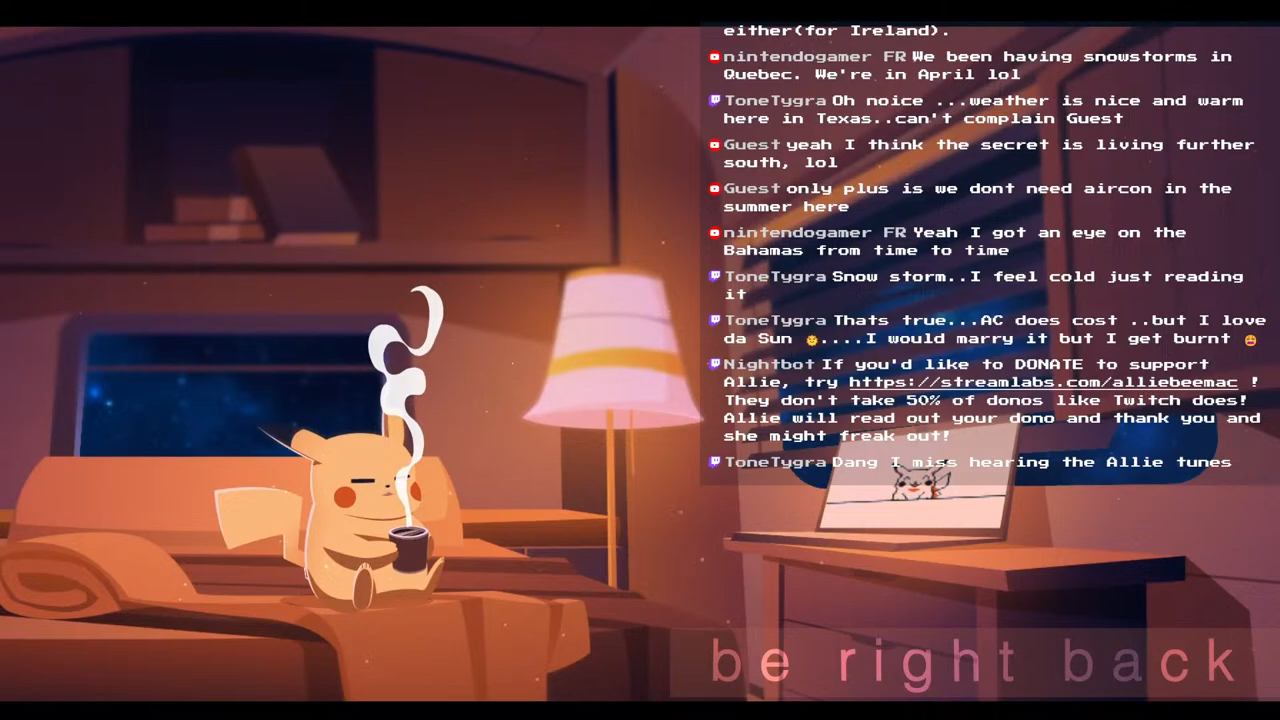 either(for Ireland).
nintendogamer FR We been having snowstorms in
Quebec. We're in April lol
ToneTygra Oh noice ...weather is nice and warm
here in Texas..can't complain Guest
Guest yeah I think the secret is living further
south, lol
Guest only plus is we dont need aircon in the
summer here
nintendogamer FR Yeah I got an eye on the
Bahamas from time to time
ToneTygra Snow storm..I feel cold just reading
it
ToneTygra Thats true...AC does cost ..but I love
da Sun 🌞....I would marry it but I get burnt 😩
Nightbot If you'd like to DONATE to support
Allie, try https://streamlabs.com/alliebeemac !
They don't take 50% of donos like Twitch does!
Allie will read out your dono and thank you and
she might freak out!
ToneTygra Dang I miss hearing the Allie tunes
be right back